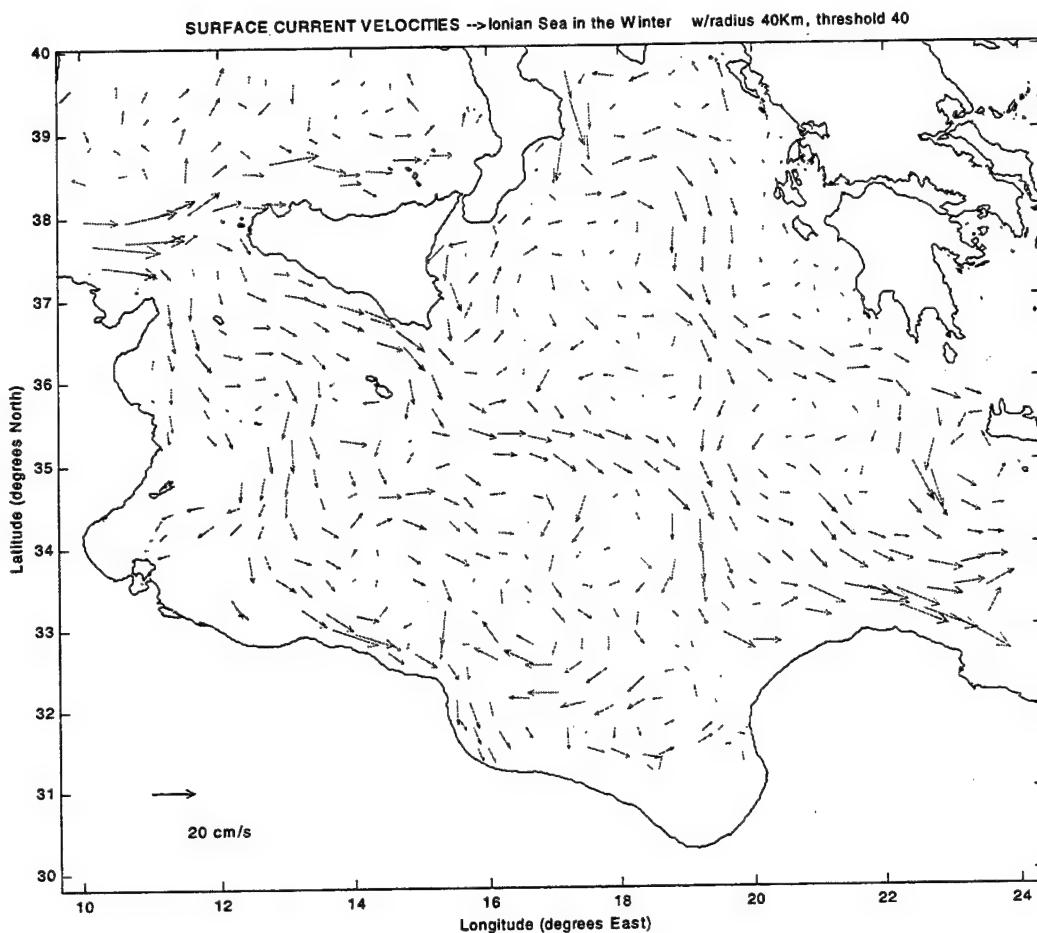 SURFACE CURRENT VELOCITIES -->Ionian Sea in the Winter w/radius 40Km, threshold 40
40
39
38
37
36
35
34
33
32
31
30
Latitude (degrees North)
20 cm/s
10 12 14 16 18 20 22 24
Longitude (degrees East)